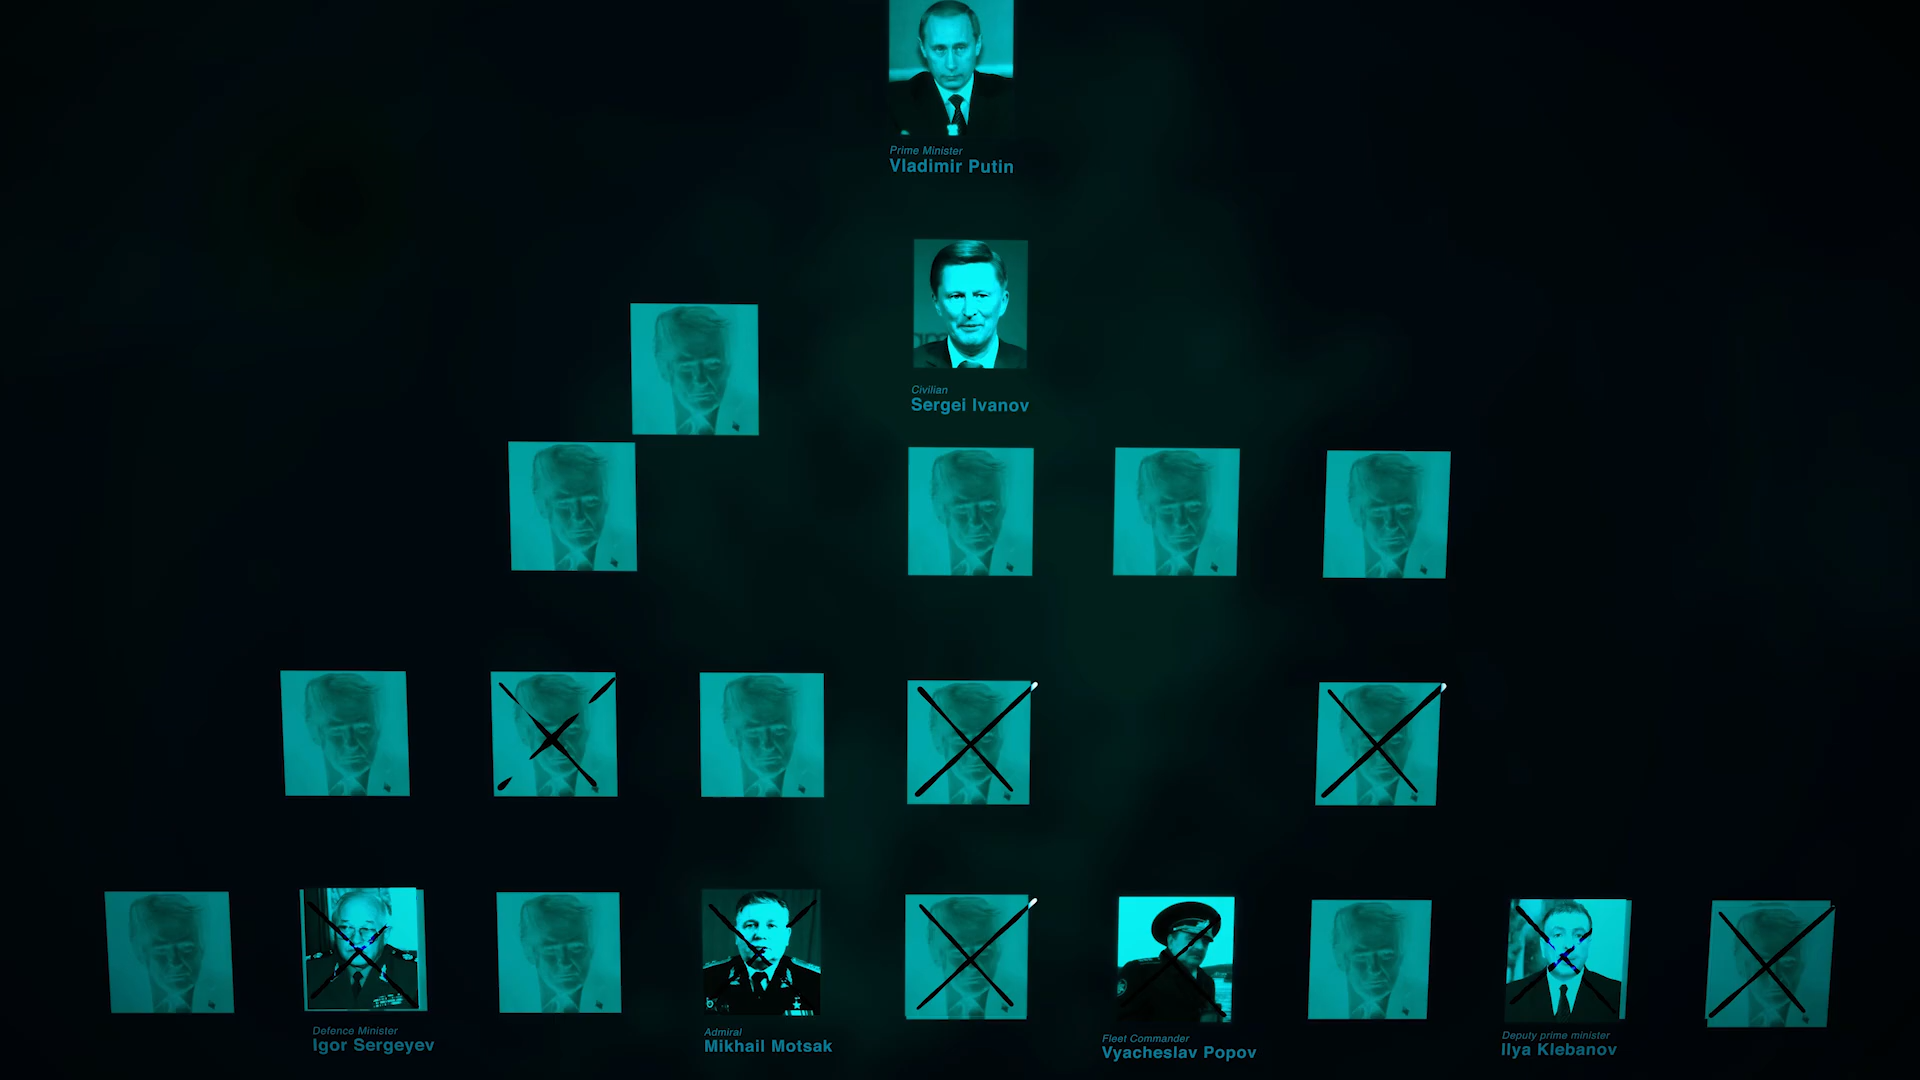 Prime Minister
Vladimir Putin
Civilian
Sergei Ivanov
Defence Minister
Igor Sergeyev
Admiral
Mikhail Motsak
Fleet Commander
Vyacheslav Popov
Deputy prime minister
Ilya Klebanov